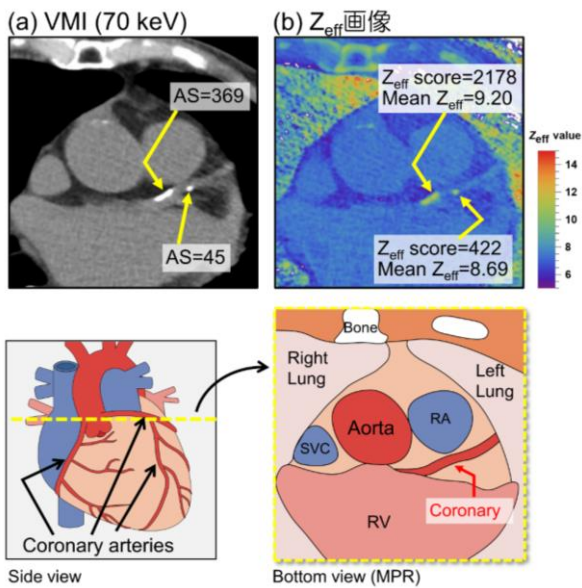 (a) VMI (70 keV)
AS=369
AS=45
(b) Zeff画像
Zeff score=2178
Mean Zeff=9.20
Zeff score=422
Mean Zeff=8.69
Zeff value
14
12
10
8
6
Coronary arteries
Side view
Bone
Right
Lung
Left
Lung
Aorta
RA
SVC
Coronary
RV
Bottom view (MPR)